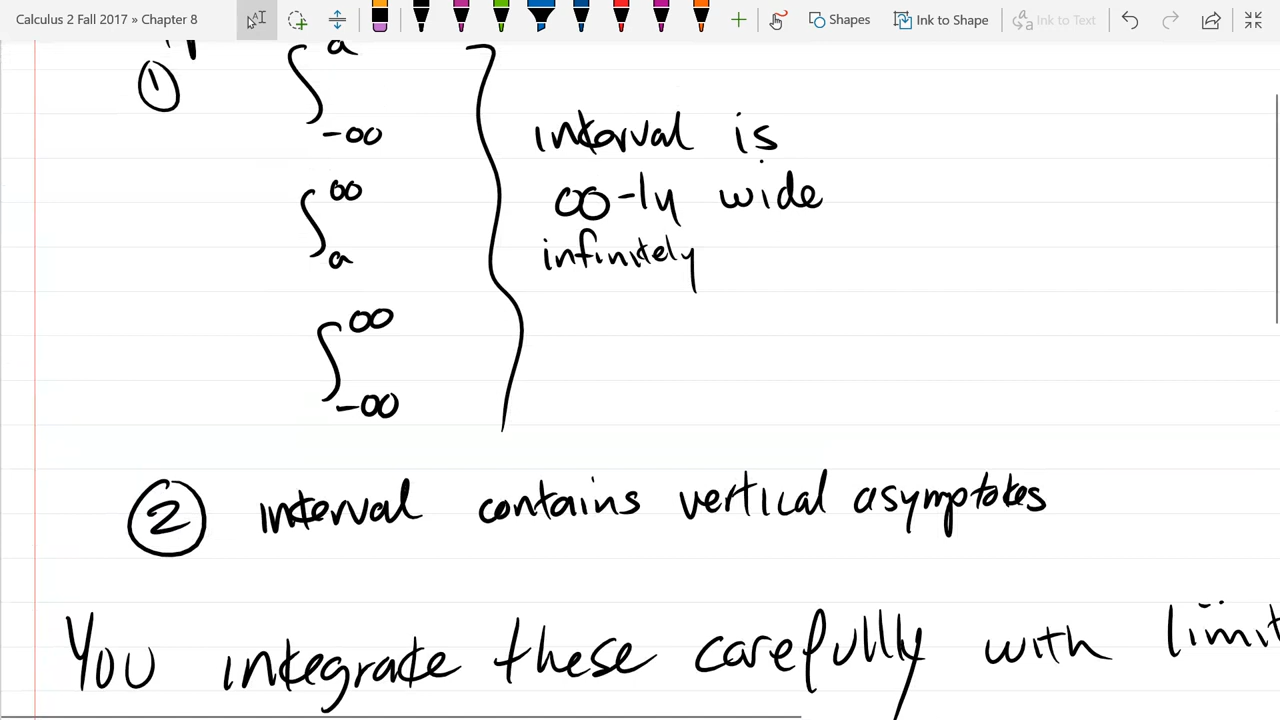 Calculus 2 Fall 2017 » Chapter 8
Shapes
Ink to Shape
Ink to Text
①
∫ a
-∞
interval is
∞-ly wide
∫ ∞
a
infinitely
∫ ∞
-∞
② interval contains vertical asymptotes
You integrate these carefully with limit